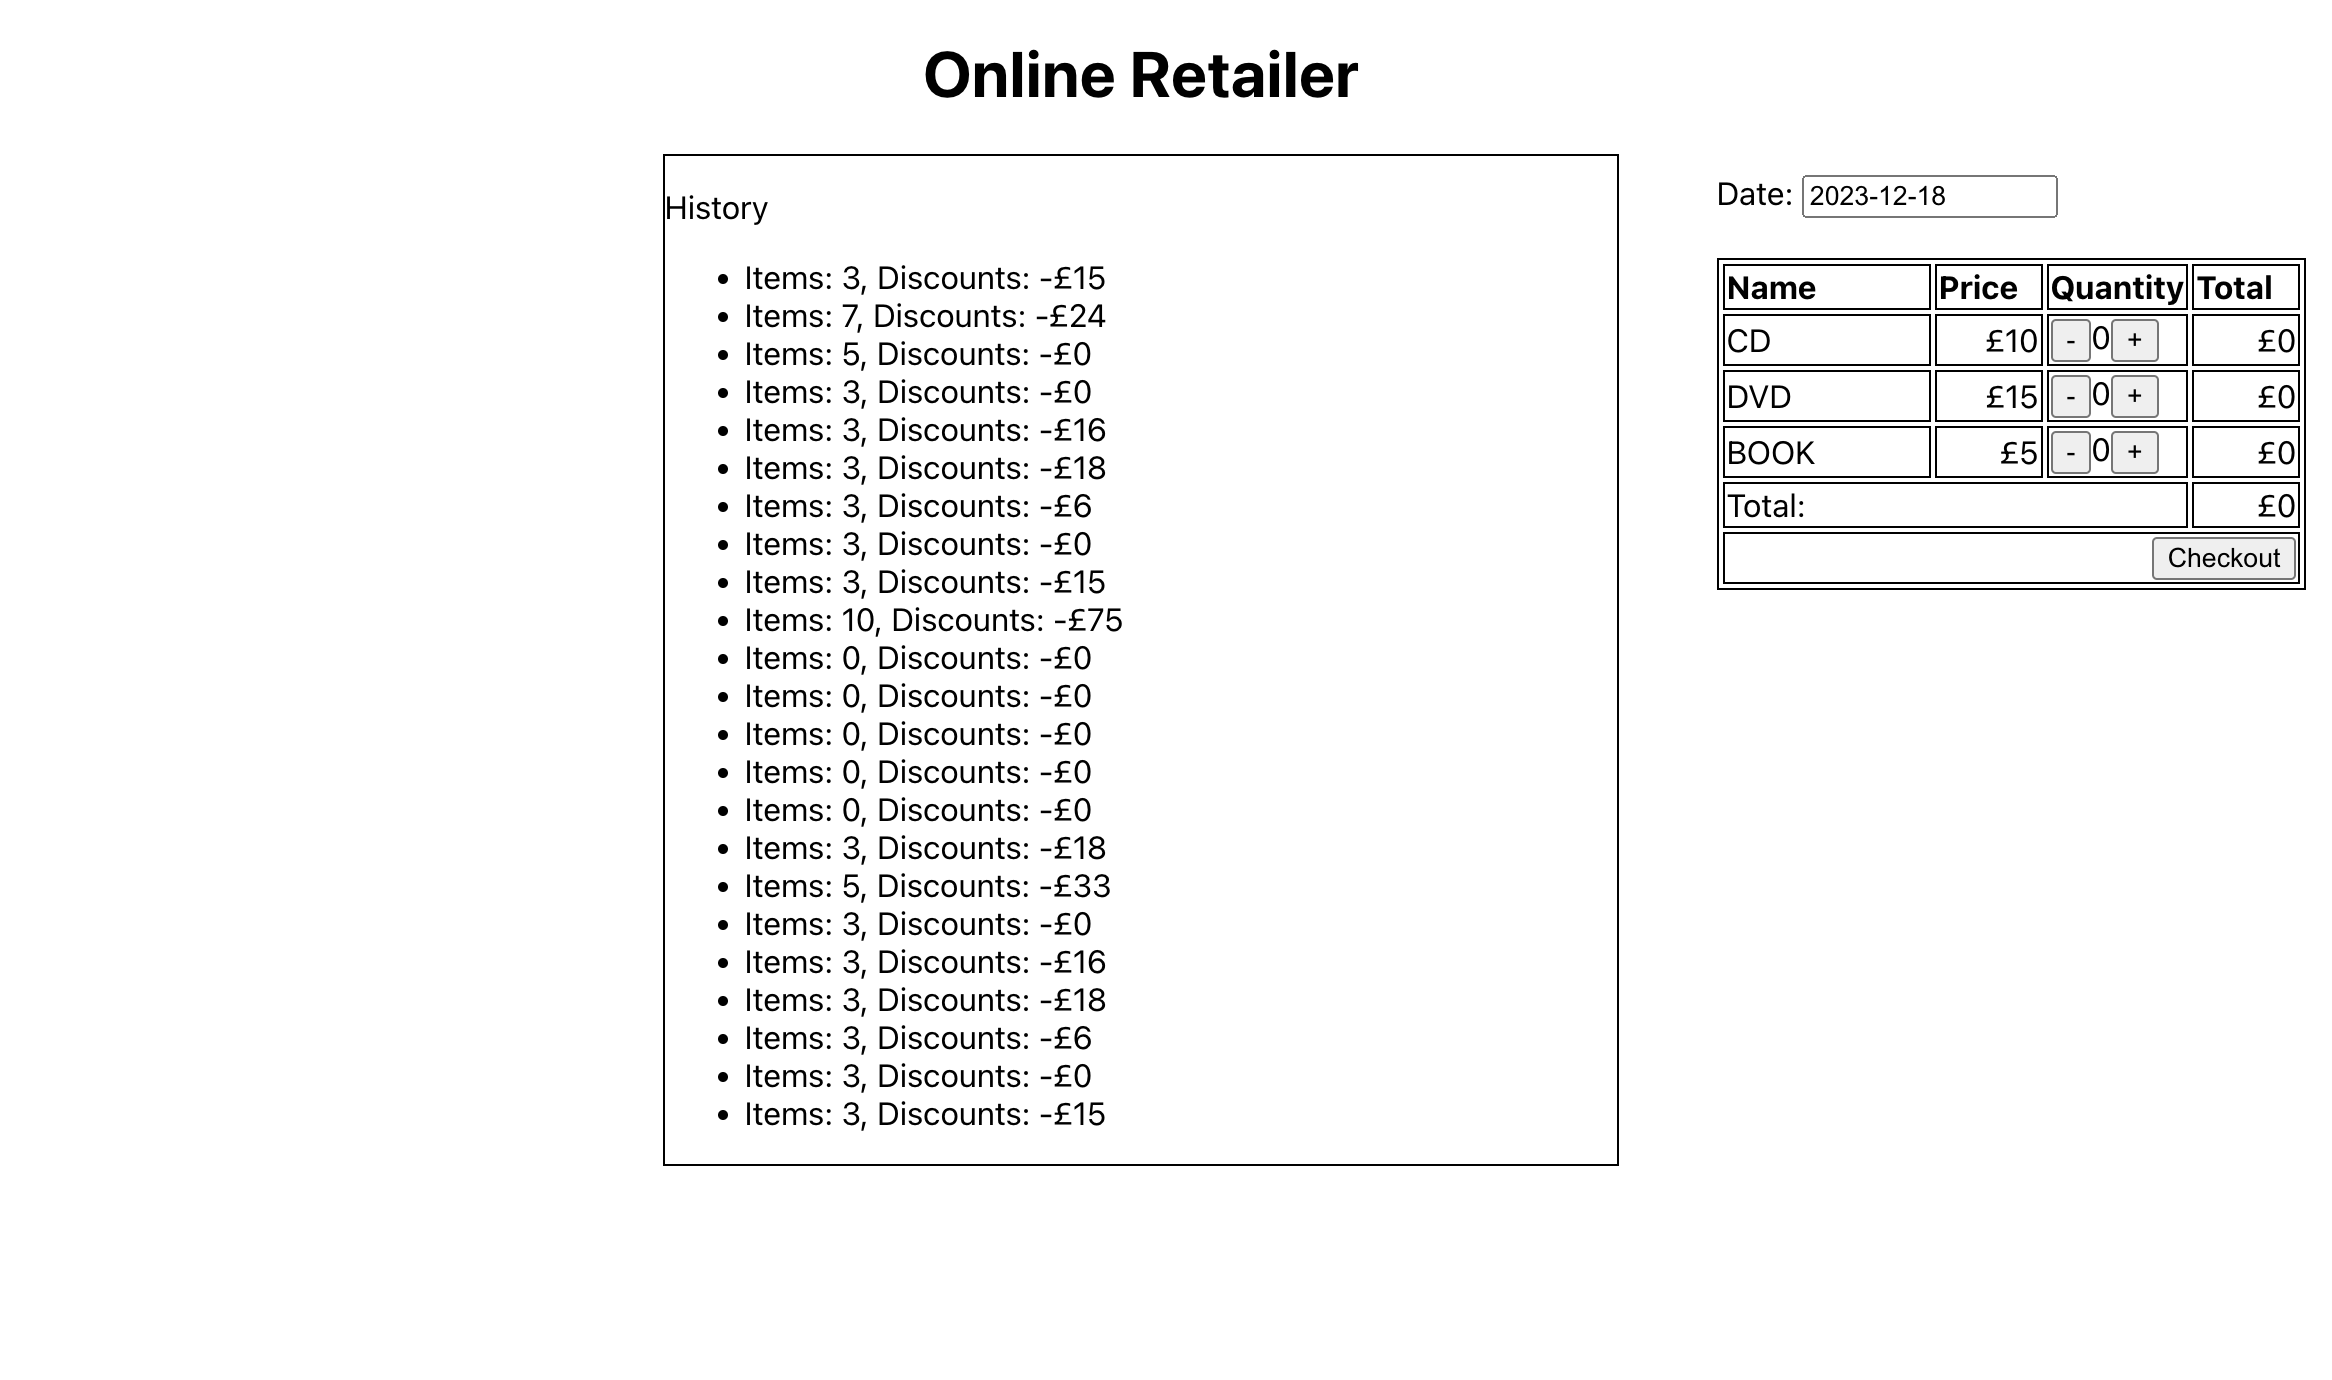 Online Retailer
History
• Items: 3, Discounts: -£15
• Items: 7, Discounts: -£24
• Items: 5, Discounts: -£0
• Items: 3, Discounts: -£0
• Items: 3, Discounts: -£16
• Items: 3, Discounts: -£18
• Items: 3, Discounts: -£6
• Items: 3, Discounts: -£0
• Items: 3, Discounts: -£15
• Items: 10, Discounts: -£75
• Items: 0, Discounts: -£0
• Items: 0, Discounts: -£0
• Items: 0, Discounts: -£0
• Items: 0, Discounts: -£0
• Items: 0, Discounts: -£0
• Items: 3, Discounts: -£18
• Items: 5, Discounts: -£33
• Items: 3, Discounts: -£0
• Items: 3, Discounts: -£16
• Items: 3, Discounts: -£18
• Items: 3, Discounts: -£6
• Items: 3, Discounts: -£0
• Items: 3, Discounts: -£15
Date: 2023-12-18
Name Price Quantity Total
CD £10 - 0 + £0
DVD £15 - 0 + £0
BOOK £5 - 0 + £0
Total: £0
Checkout